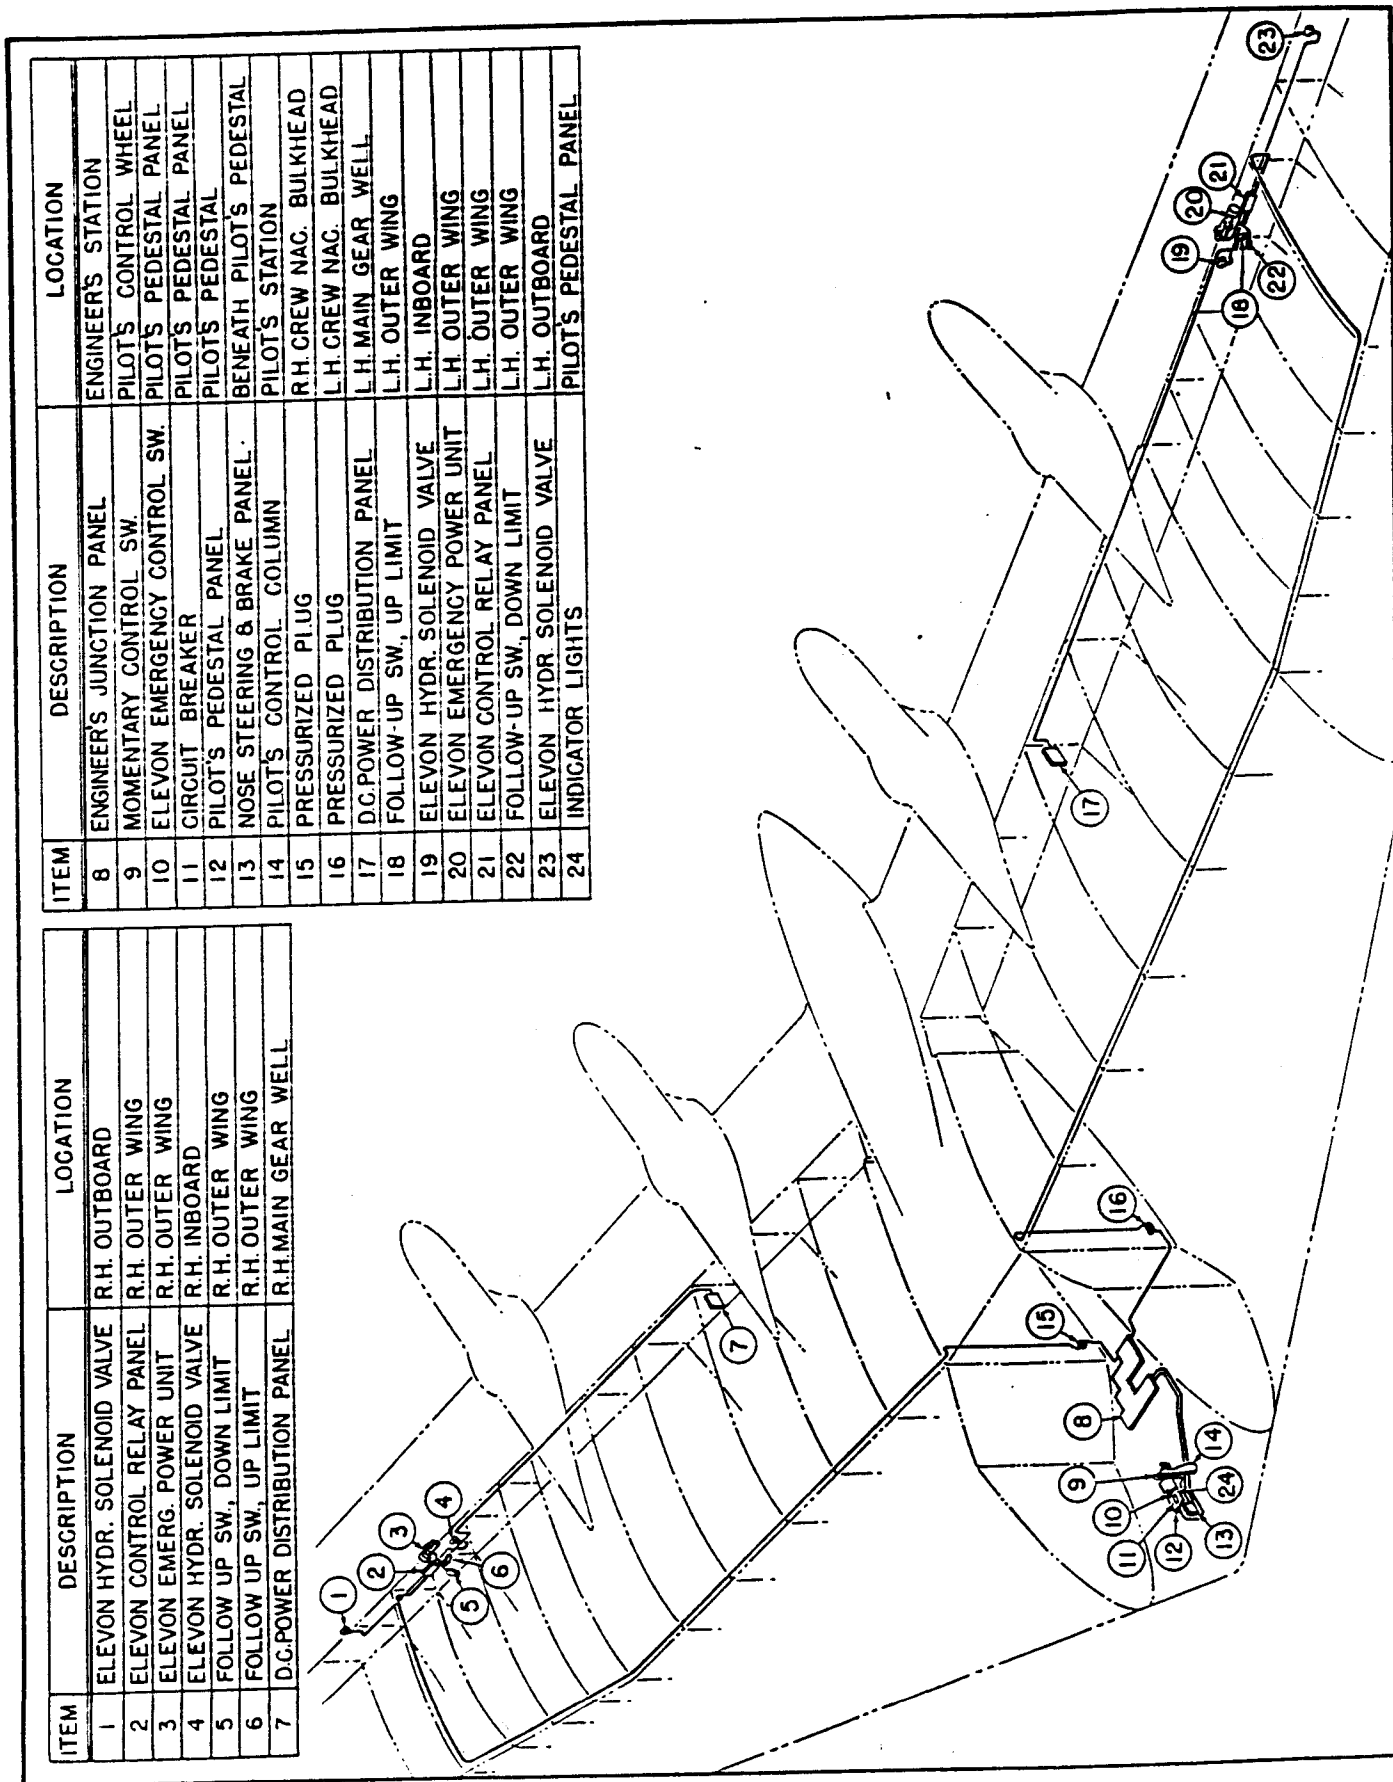 ITEM DESCRIPTION LOCATION
1 ELEVON HYDR. SOLENOID VALVE R.H. OUTBOARD
2 ELEVON CONTROL RELAY PANEL R.H. OUTER WING
3 ELEVON EMERG. POWER UNIT R.H. OUTER WING
4 ELEVON HYDR. SOLENOID VALVE R.H. INBOARD
5 FOLLOW UP SW., DOWN LIMIT R.H. OUTER WING
6 FOLLOW UP SW., UP LIMIT R.H. OUTER WING
7 D.C. POWER DISTRIBUTION PANEL R.H. MAIN GEAR WELL
ITEM DESCRIPTION LOCATION
8 ENGINEER'S JUNCTION PANEL ENGINEER'S STATION
9 MOMENTARY CONTROL SW. PILOT'S CONTROL WHEEL
10 ELEVON EMERGENCY CONTROL SW. PILOT'S PEDESTAL PANEL
11 CIRCUIT BREAKER PILOT'S PEDESTAL PANEL
12 PILOT'S PEDESTAL PANEL PILOT'S PEDESTAL
13 NOSE STEERING & BRAKE PANEL. BENEATH PILOT'S PEDESTAL
14 PILOT'S CONTROL COLUMN PILOT'S STATION
15 PRESSURIZED PLUG R.H. CREW NAC. BULKHEAD
16 PRESSURIZED PLUG L.H. CREW NAC. BULKHEAD
17 D.C. POWER DISTRIBUTION PANEL L.H. MAIN GEAR WELL
18 FOLLOW-UP SW., UP LIMIT L.H. OUTER WING
19 ELEVON HYDR. SOLENOID VALVE L.H. INBOARD
20 ELEVON EMERGENCY POWER UNIT L.H. OUTER WING
21 ELEVON CONTROL RELAY PANEL L.H. OUTER WING
22 FOLLOW-UP SW., DOWN LIMIT L.H. OUTER WING
23 ELEVON HYDR. SOLENOID VALVE L.H. OUTBOARD
24 INDICATOR LIGHTS PILOT'S PEDESTAL PANEL
1
2
3
4
5
6
7
8
9
10
11
12
13
24
14
15
16
17
18
19
20
21
22
23